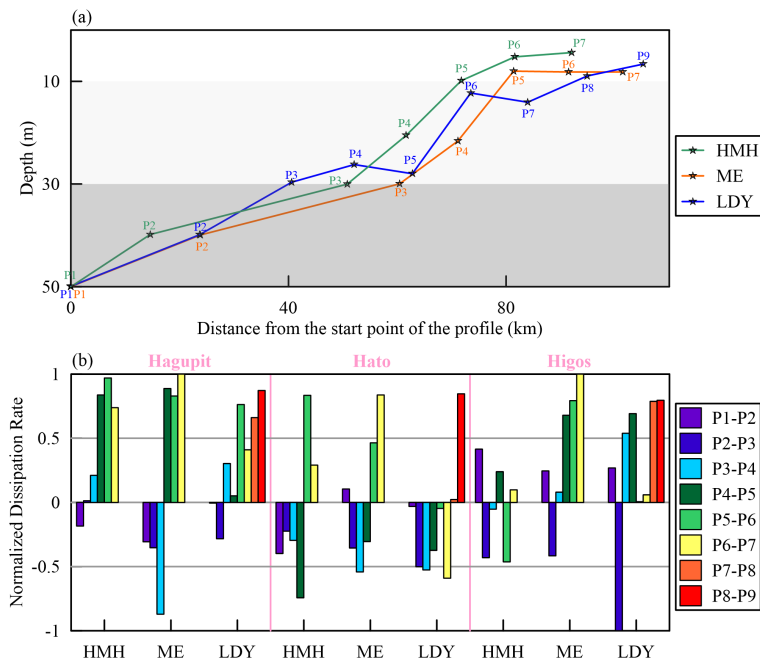 (a)
P6
P7
P9
P5
P6
P5
P7
P8
10
P6
P7
P4
P4
P4
P5
HMH
ME
LDY
Depth (m)
P3
P3
P3
30
P2
P2
P2
P1
50
P1
P1
0
40
80
Distance from the start point of the profile (km)
(b)
Hagupit
Hato
Higos
1
0.5
0
-0.5
-1
Normalized Dissipation Rate
P1-P2
P2-P3
P3-P4
P4-P5
P5-P6
P6-P7
P7-P8
P8-P9
HMH
ME
LDY
HMH
ME
LDY
HMH
ME
LDY